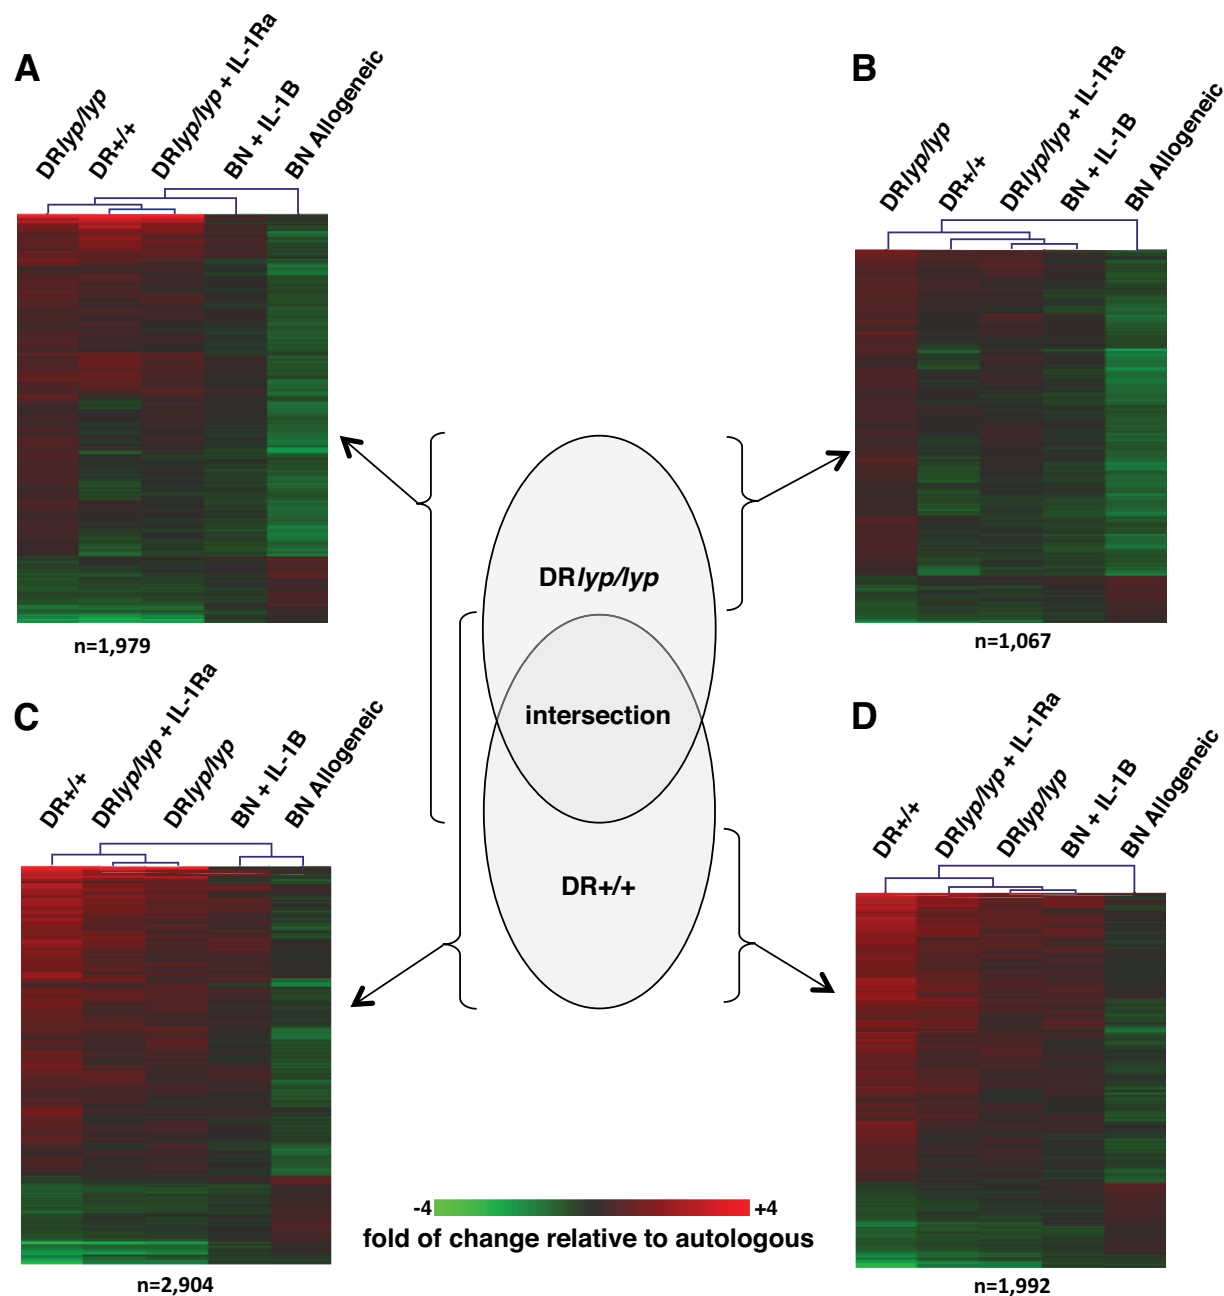 A
DRlyp/lyp
DR+/+
DRlyp/lyp + IL-1Ra
BN + IL-1B
BN Allogeneic
n=1,979
B
DRlyp/lyp
DR+/+
DRlyp/lyp + IL-1Ra
BN + IL-1B
BN Allogeneic
n=1,067
DRlyp/lyp
intersection
DR+/+
C
DR+/+
DRlyp/lyp + IL-1Ra
DRlyp/lyp
BN + IL-1B
BN Allogeneic
n=2,904
D
DR+/+
DRlyp/lyp + IL-1Ra
DRlyp/lyp
BN + IL-1B
BN Allogeneic
n=1,992
-4 +4
fold of change relative to autologous